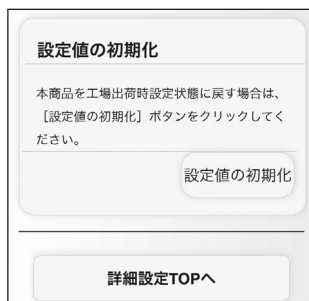 設定値の初期化
本商品を工場出荷時設定状態に戻す場合は、
［設定値の初期化］ボタンをクリックしてく
ださい。
設定値の初期化
詳細設定TOPへ